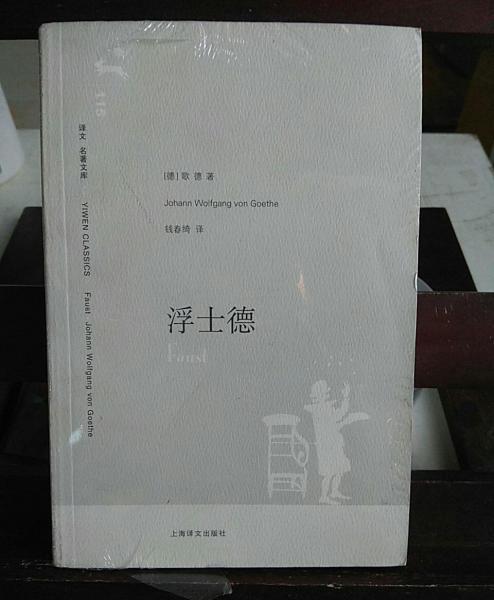 115
译文 名著文库
YIWEN CLASSICS
Faust Johann Wolfgang von Goethe
[德] 歌 德 著
Johann Wolfgang von Goethe
钱春绮 译
浮士德
Faust
上海译文出版社